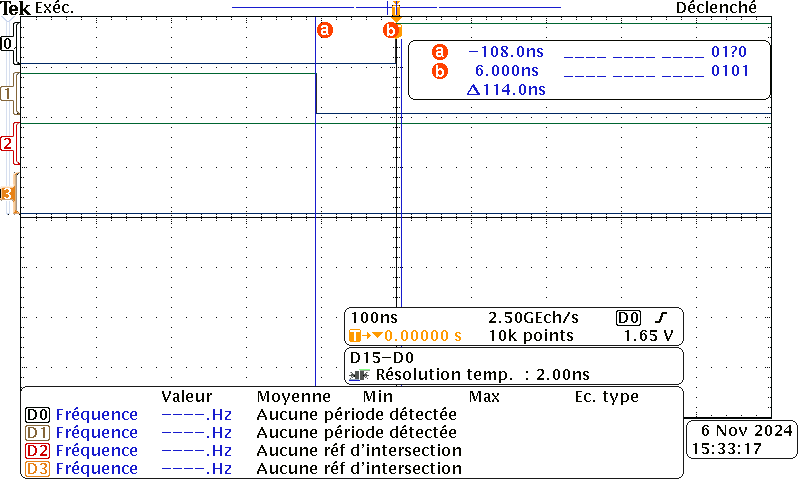 Tek Exéc. Déclenché
0
a b
a −108.0ns ____ ____ ____ 01?0
b 6.000ns ____ ____ ____ 0101
Δ114.0ns
1
2
3
100ns 2.50GEch/s D0
T→▼0.00000 s 10k points 1.65 V
D15−D0
Résolution temp. : 2.00ns
Valeur Moyenne Min Max Ec. type
D0 Fréquence −−−−.Hz Aucune période détectée
D1 Fréquence −−−−.Hz Aucune période détectée
D2 Fréquence −−−−.Hz Aucun réf d'intersection
D3 Fréquence −−−−.Hz Aucun réf d'intersection
6 Nov 2024
15:33:17